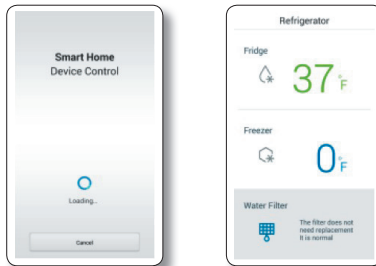 Smart Home
Device Control
Loading...
Cancel
Refrigerator
Fridge
37°F
Freezer
0°F
Water Filter
The filter does not
need replacement
It is normal